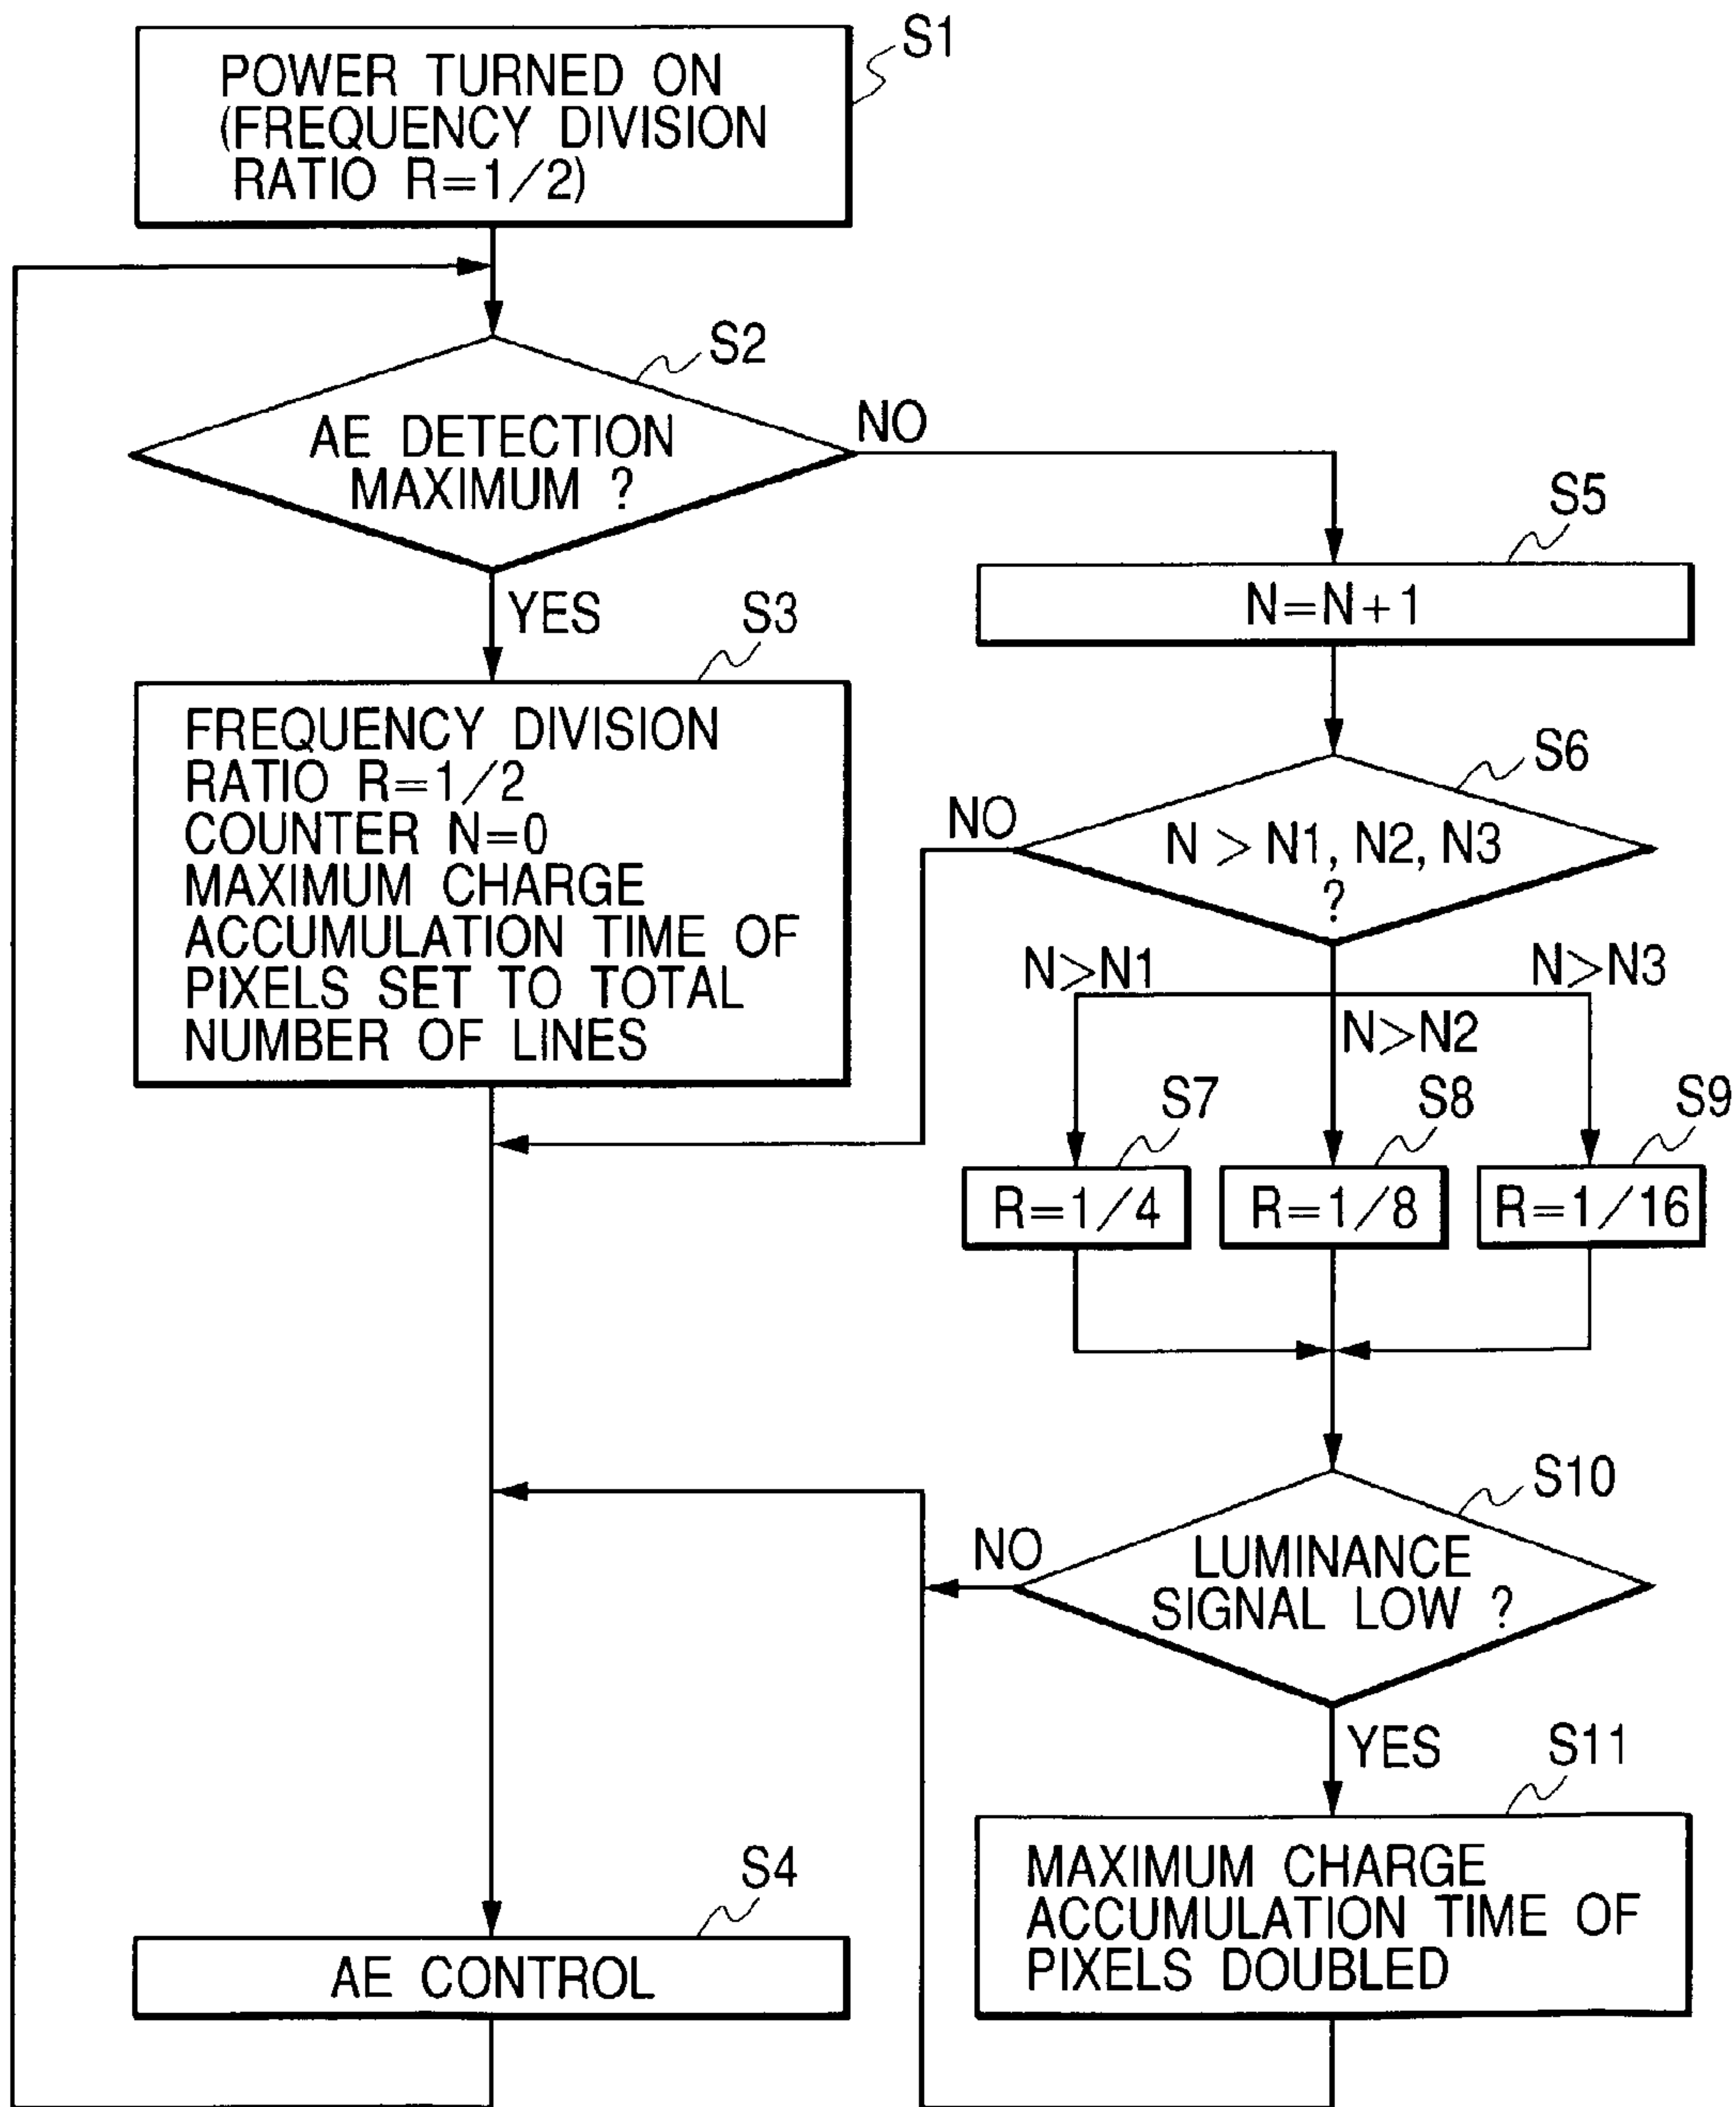 S1
POWER TURNED ON
(FREQUENCY DIVISION
RATIO R=1/2)
S2
AE DETECTION
MAXIMUM ?
NO
YES
S3
FREQUENCY DIVISION
RATIO R=1/2
COUNTER N=0
MAXIMUM CHARGE
ACCUMULATION TIME OF
PIXELS SET TO TOTAL
NUMBER OF LINES
S5
N=N+1
S6
NO
N > N1, N2, N3
?
N>N1
N>N2
N>N3
S7
R=1/4
S8
R=1/8
S9
R=1/16
S10
NO
LUMINANCE
SIGNAL LOW ?
YES
S11
MAXIMUM CHARGE
ACCUMULATION TIME OF
PIXELS DOUBLED
S4
AE CONTROL